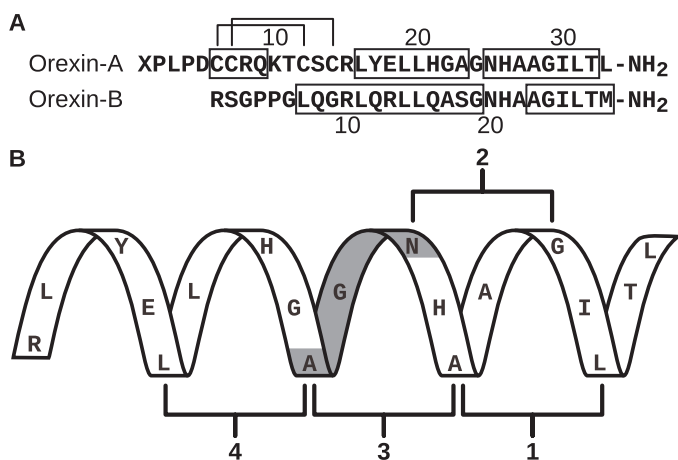 A
10 20 30
Orexin-A XPLPDCCRQKTCSCRLYELLHGAGNHAAGILTL-NH2
Orexin-B RSGPPGLQGRLQRLLQASGNHAAGILTM-NH2
10 20
B
2
Y H N G L
L E L G G H A I T
R L A A L
4 3 1